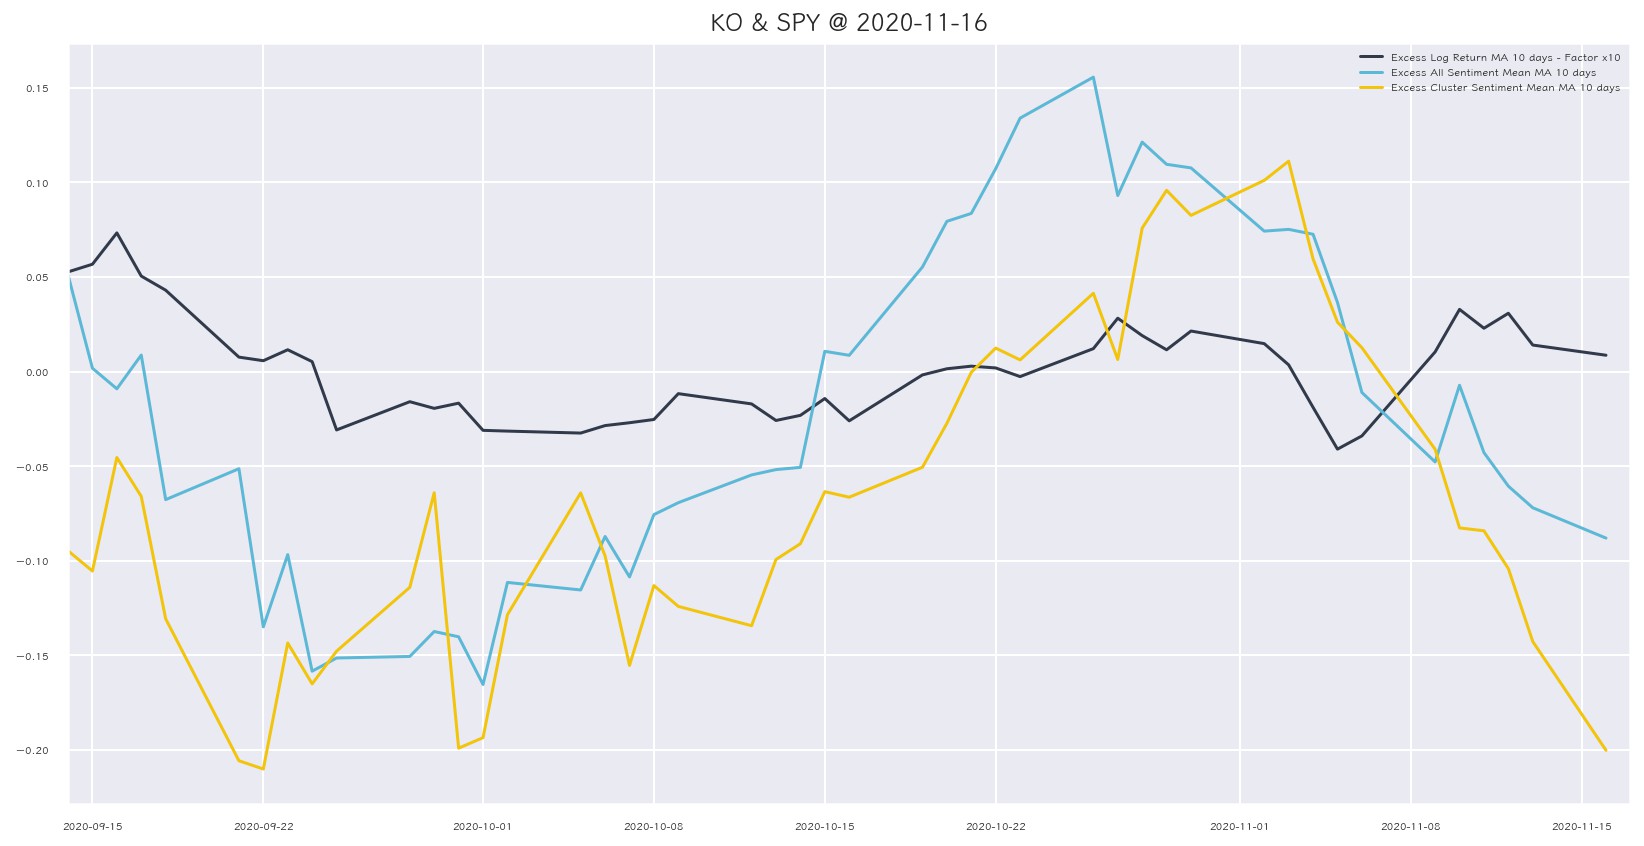 KO & SPY @ 2020-11-16
Excess Log Return MA 10 days - Factor x10
Excess All Sentiment Mean MA 10 days
Excess Cluster Sentiment Mean MA 10 days
0.15
0.10
0.05
0.00
−0.05
−0.10
−0.15
−0.20
2020-09-15 2020-09-22 2020-10-01 2020-10-08 2020-10-15 2020-10-22 2020-11-01 2020-11-08 2020-11-15